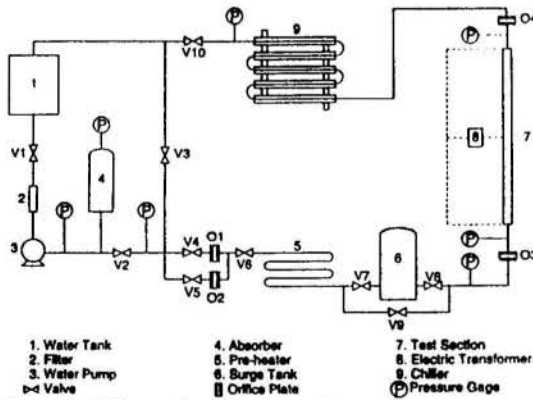 O4
P
9
V10
P
1
P
8
7
V1
V3
4
2
P
P
P
O1
O3
3
V2
V4
V6
5
P
6
V7
V8
V5
O2
V9
1. Water Tank 4. Absorber 7. Test Section
2. Filter 5. Pre-heater 8. Electric Transformer
3. Water Pump 6. Surge Tank 9. Chiller
Valve Orifice Plate P Pressure Gage